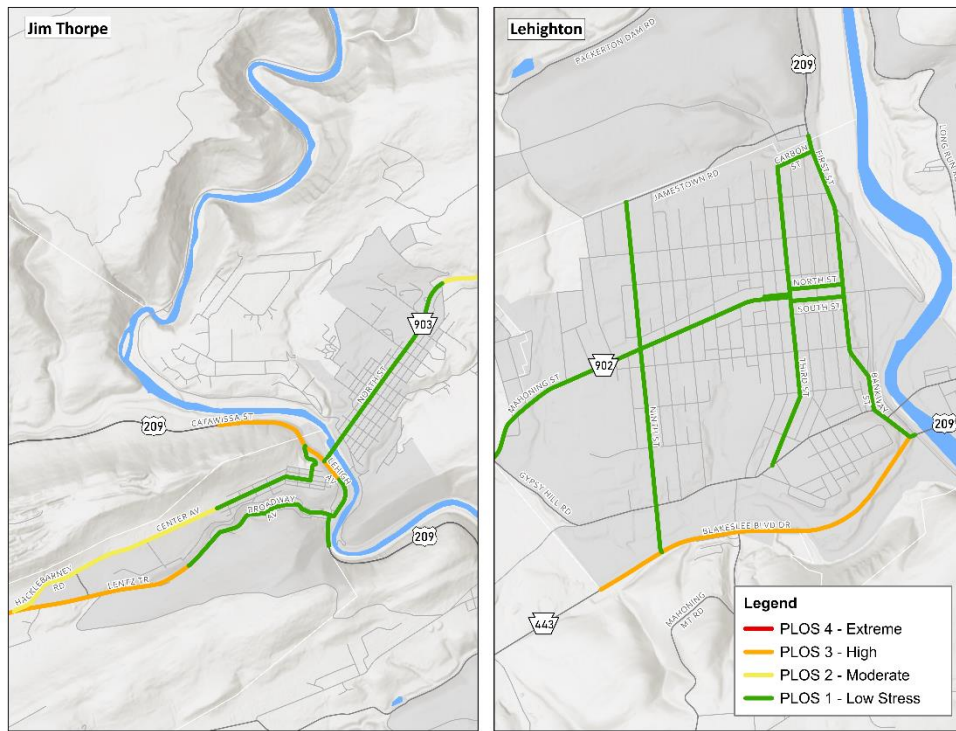 Jim Thorpe
903
NORTH ST
CATAWISSA ST
209
LEHIGH
AV
BROADWAY
AV
CENTER AV
209
HACKLEBARNEY
RD
LENTZ TR
Lehighton
PACKERTON DAM RD
209
LONG RUN
CARBON
ST
FIRST ST
JAMESTOWN RD
NORTH ST
SOUTH ST
902
MAHONING ST
THIRD ST
BANKWAY
ST
NINTH ST
209
GYPSY HILL RD
BLAKESLEE BLVD DR
443
MAHONING
MT RD
Legend
PLOS 4 - Extreme
PLOS 3 - High
PLOS 2 - Moderate
PLOS 1 - Low Stress